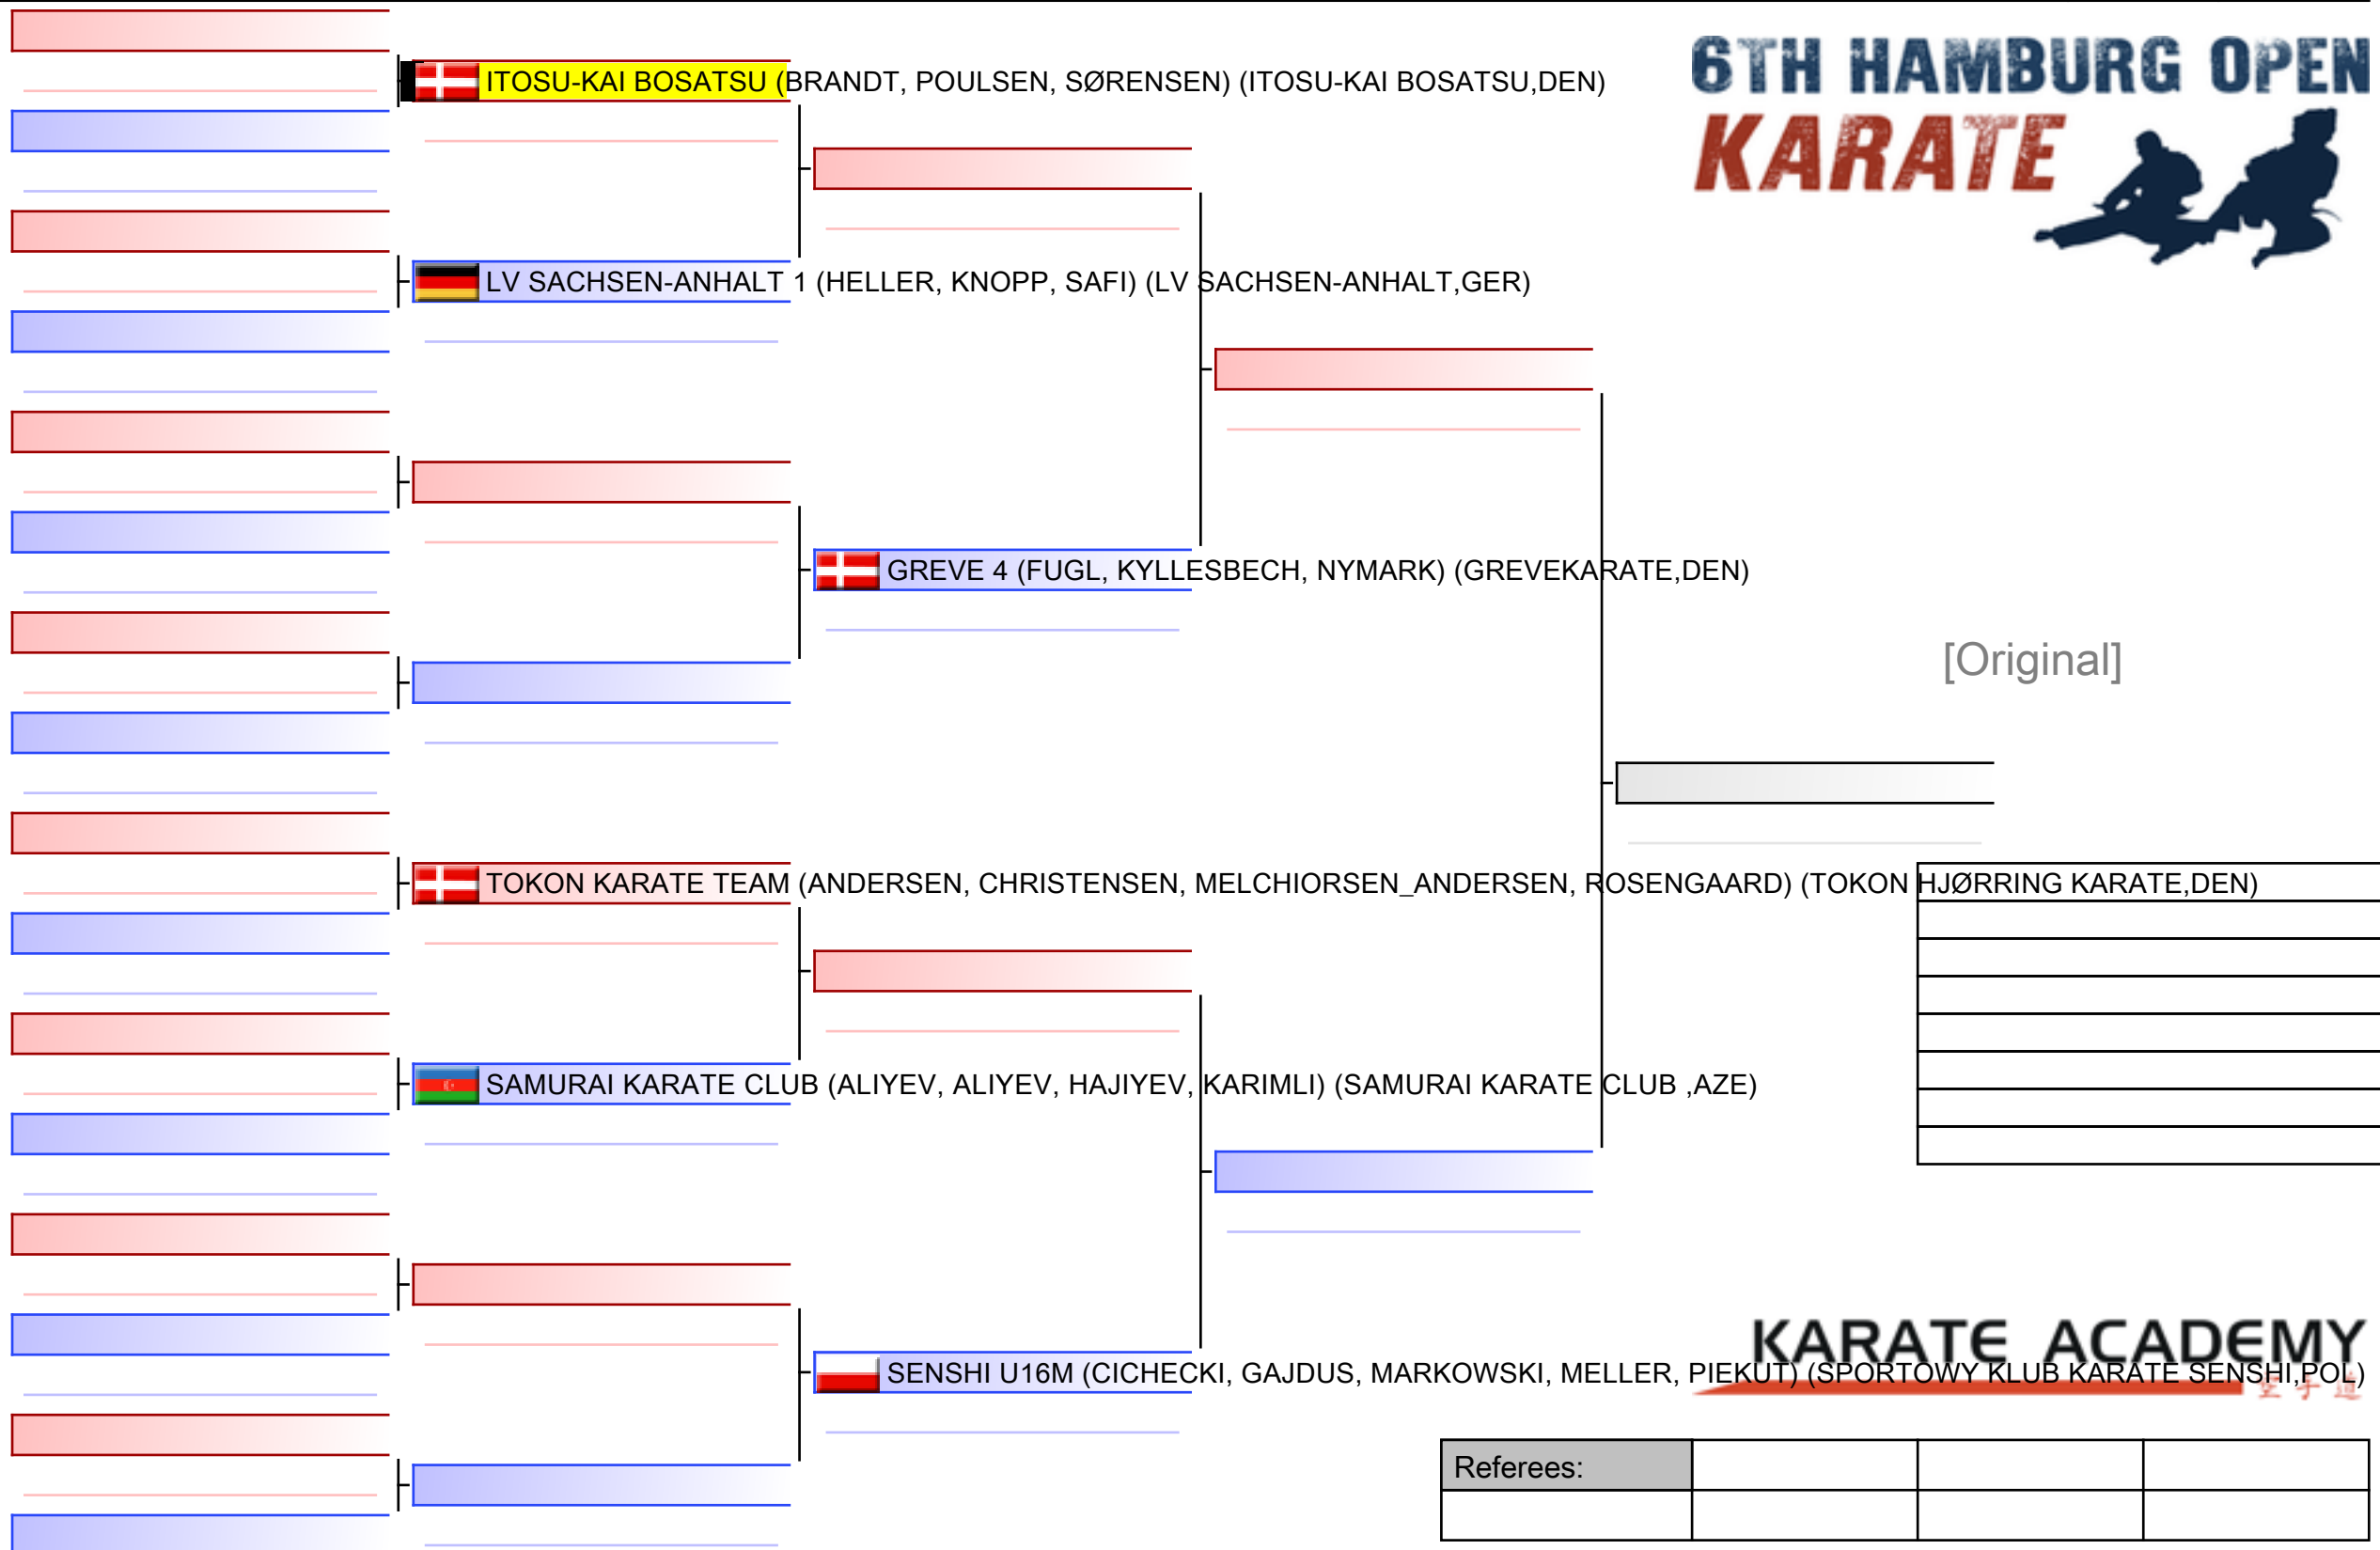 6TH HAMBURG OPEN
KARATE
ITOSU-KAI BOSATSU (BRANDT, POULSEN, SØRENSEN) (ITOSU-KAI BOSATSU,DEN)
LV SACHSEN-ANHALT 1 (HELLER, KNOPP, SAFI) (LV SACHSEN-ANHALT,GER)
GREVE 4 (FUGL, KYLLESBECH, NYMARK) (GREVEKARATE,DEN)
[Original]
TOKON KARATE TEAM (ANDERSEN, CHRISTENSEN, MELCHIORSEN_ANDERSEN, ROSENGAARD) (TOKON HJØRRING KARATE,DEN)
SAMURAI KARATE CLUB (ALIYEV, ALIYEV, HAJIYEV, KARIMLI) (SAMURAI KARATE CLUB ,AZE)
KARATE ACADEMY
SENSHI U16M (CICHECKI, GAJDUS, MARKOWSKI, MELLER, PIEKUT) (SPORTOWY KLUB KARATE SENSHI,POL)
空手道
Referees: